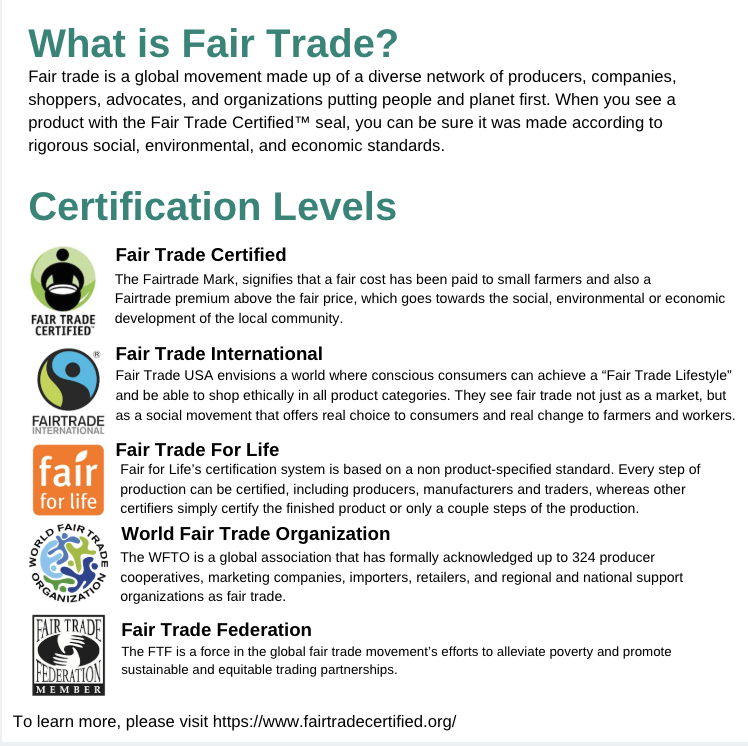 What is Fair Trade?
Fair trade is a global movement made up of a diverse network of producers, companies,
shoppers, advocates, and organizations putting people and planet first. When you see a
product with the Fair Trade Certified™ seal, you can be sure it was made according to
rigorous social, environmental, and economic standards.
Certification Levels
FAIR TRADE
CERTIFIED™
Fair Trade Certified
The Fairtrade Mark, signifies that a fair cost has been paid to small farmers and also a
Fairtrade premium above the fair price, which goes towards the social, environmental or economic
development of the local community.
®
FAIRTRADE
INTERNATIONAL
Fair Trade International
Fair Trade USA envisions a world where conscious consumers can achieve a “Fair Trade Lifestyle”
and be able to shop ethically in all product categories. They see fair trade not just as a market, but
as a social movement that offers real choice to consumers and real change to farmers and workers.
fair
for life
Fair Trade For Life
Fair for Life’s certification system is based on a non product-specified standard. Every step of
production can be certified, including producers, manufacturers and traders, whereas other
certifiers simply certify the finished product or only a couple steps of the production.
WORLD FAIR TRADE
ORGANIZATION
World Fair Trade Organization
The WFTO is a global association that has formally acknowledged up to 324 producer
cooperatives, marketing companies, importers, retailers, and regional and national support
organizations as fair trade.
FAIR TRADE
FEDERATION
MEMBER
Fair Trade Federation
The FTF is a force in the global fair trade movement’s efforts to alleviate poverty and promote
sustainable and equitable trading partnerships.
To learn more, please visit https://www.fairtradecertified.org/